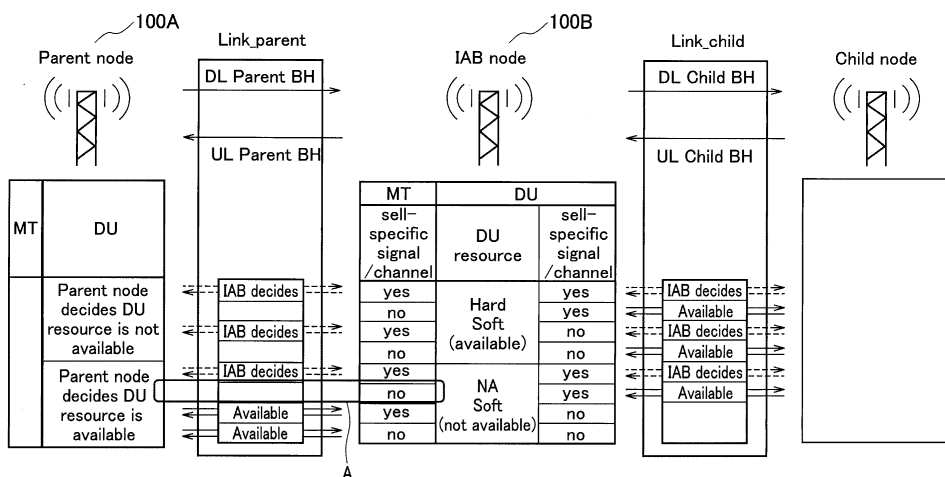 100A
100B
Parent node
Link_parent
IAB node
Link_child
Child node
DL Parent BH
DL Child BH
UL Parent BH
UL Child BH
MT
DU
Parent node
decides DU
resource is not
available
Parent node
decides DU
resource is
available
IAB decides
IAB decides
IAB decides
Available
Available
MT
DU
sell-
specific
signal
/channel
DU
resource
sell-
specific
signal
/channel
yes
no
yes
no
yes
no
yes
no
Hard
Soft
(available)
NA
Soft
(not available)
yes
yes
no
no
yes
yes
no
no
IAB decides
Available
IAB decides
Available
IAB decides
Available
A